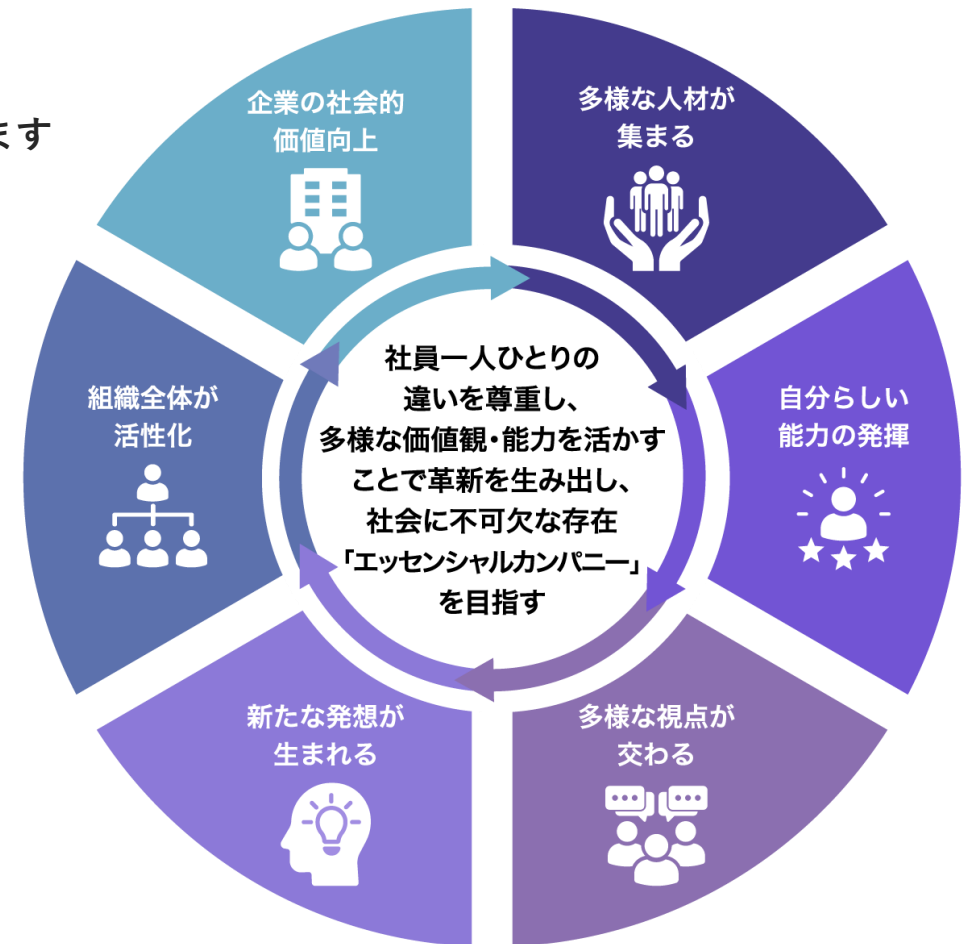 ます
企業の社会的
価値向上
多様な人材が
集まる
自分らしい
能力の発揮
多様な視点が
交わる
新たな発想が
生まれる
組織全体が
活性化
社員一人ひとりの
違いを尊重し、
多様な価値観・能力を活かす
ことで革新を生み出し、
社会に不可欠な存在
「エッセンシャルカンパニー」
を目指す